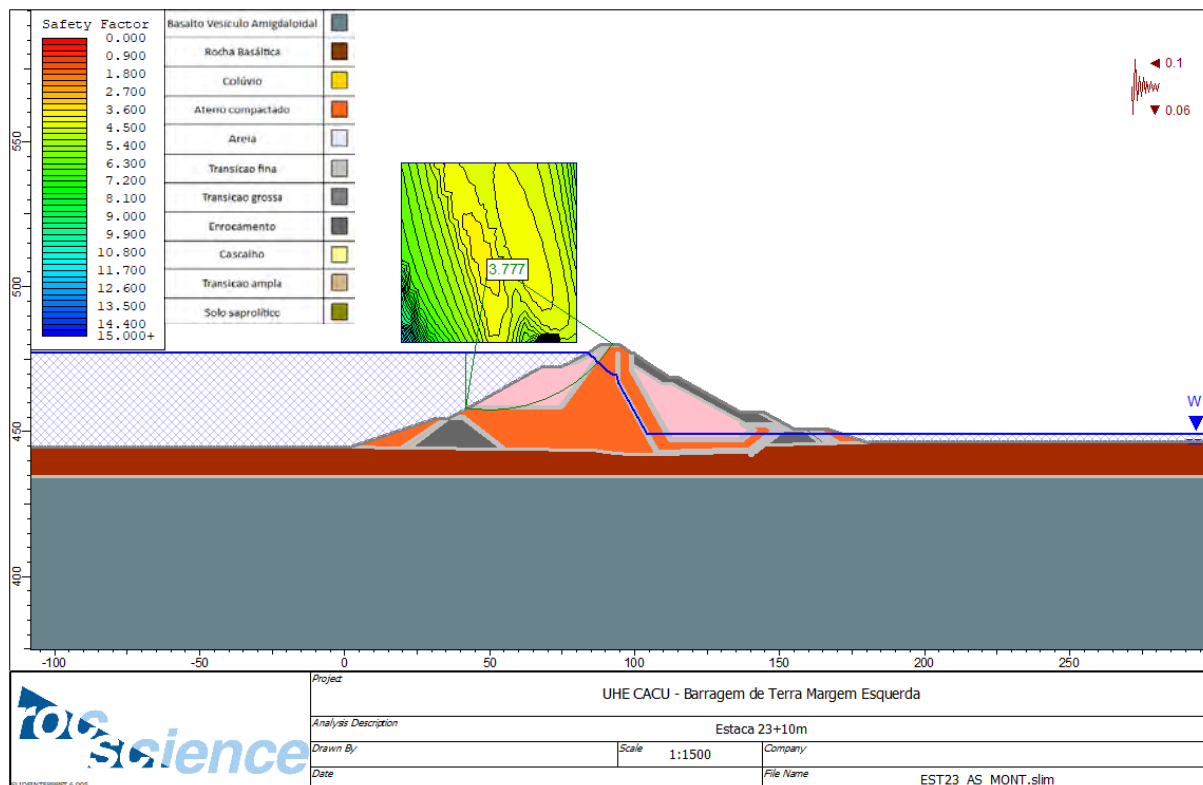 Safety Factor
0.000
0.900
1.800
2.700
3.600
4.500
5.400
6.300
7.200
8.100
9.000
9.900
10.800
11.700
12.600
13.500
14.400
15.000+
Basalto Vesículo Amigdaloidal
Rocha Basáltica
Colúvio
Aterro compactado
Areia
Transicao fina
Transicao grossa
Enrocamento
Cascalho
Transicao ampla
Solo saprolítico
0.1
0.06
3.777
W
550
500
450
400
-100 -50 0 50 100 150 200 250
rocscience
Project
UHE CACU - Barragem de Terra Margem Esquerda
Analysis Description
Estaca 23+10m
Drawn By
Scale
1:1500
Company
Date
File Name
EST23_AS_MONT.slim